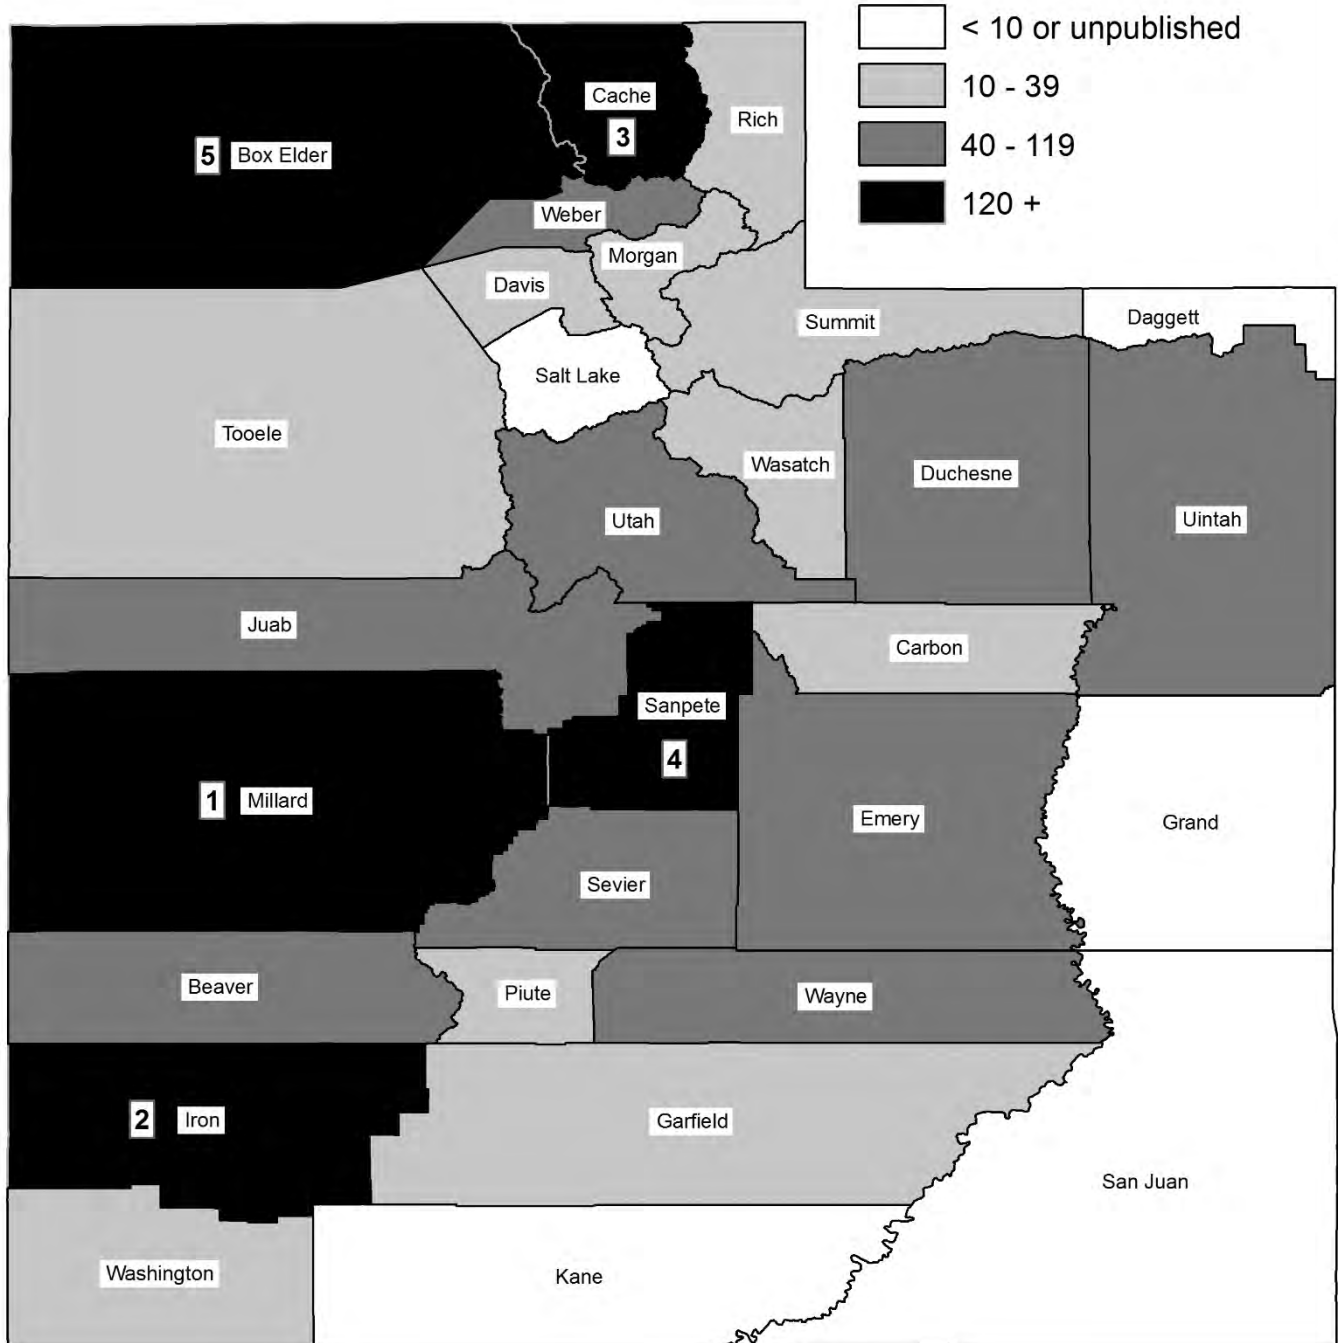 < 10 or unpublished
10 - 39
40 - 119
120 +
Cache
3
Rich
5 Box Elder
Weber
Morgan
Davis
Summit
Daggett
Salt Lake
Tooele
Wasatch
Duchesne
Utah
Uintah
Juab
Carbon
Sanpete
4
1 Millard
Emery
Grand
Sevier
Beaver
Piute
Wayne
2 Iron
Garfield
San Juan
Washington
Kane